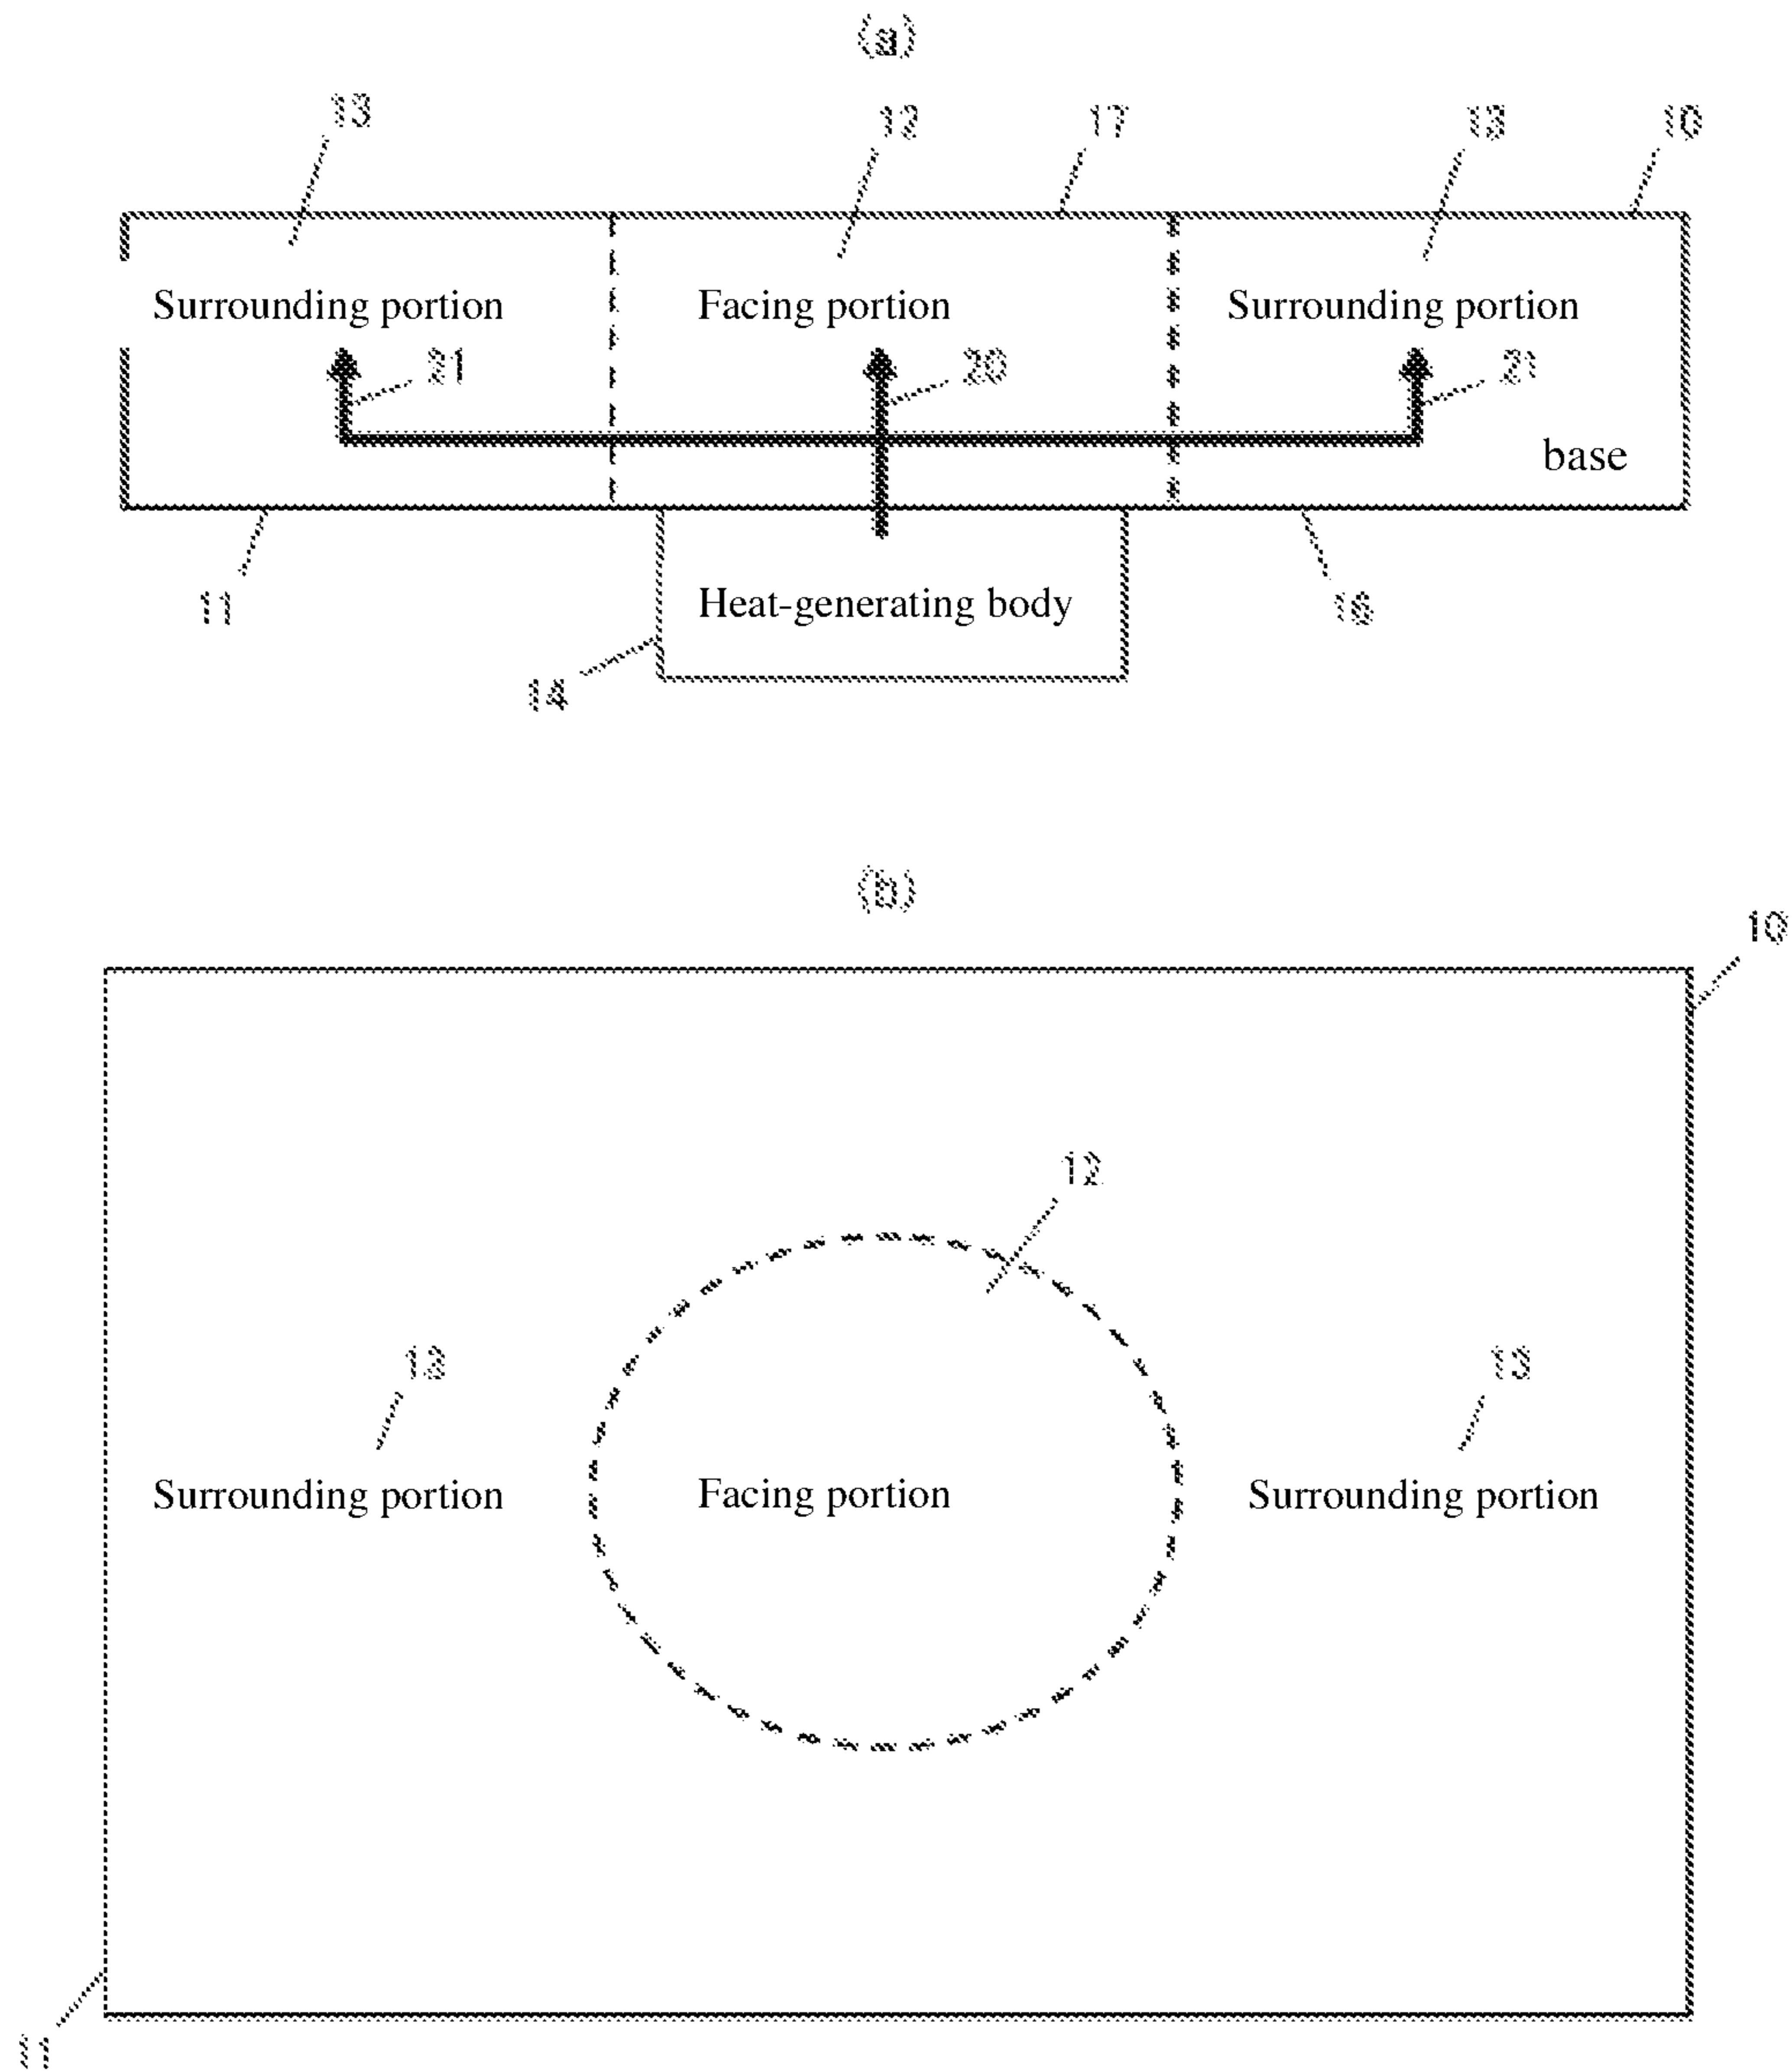 (a)
13 12 17 13 10
Surrounding portion Facing portion Surrounding portion
21 20 21
base
11 Heat-generating body 16
14
(b)
10
12
13 13
Surrounding portion Facing portion Surrounding portion
11